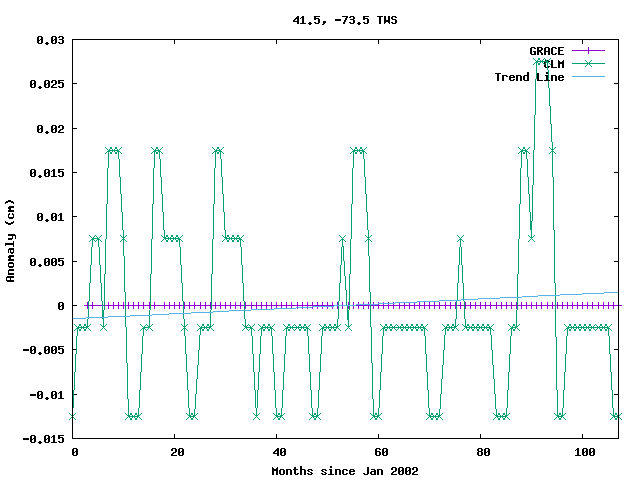 41.5, -73.5 TWS
GRACE
CLM
Trend Line
0.03
0.025
0.02
0.015
0.01
0.005
0
-0.005
-0.01
-0.015
Anomaly (cm)
0 20 40 60 80 100
Months since Jan 2002